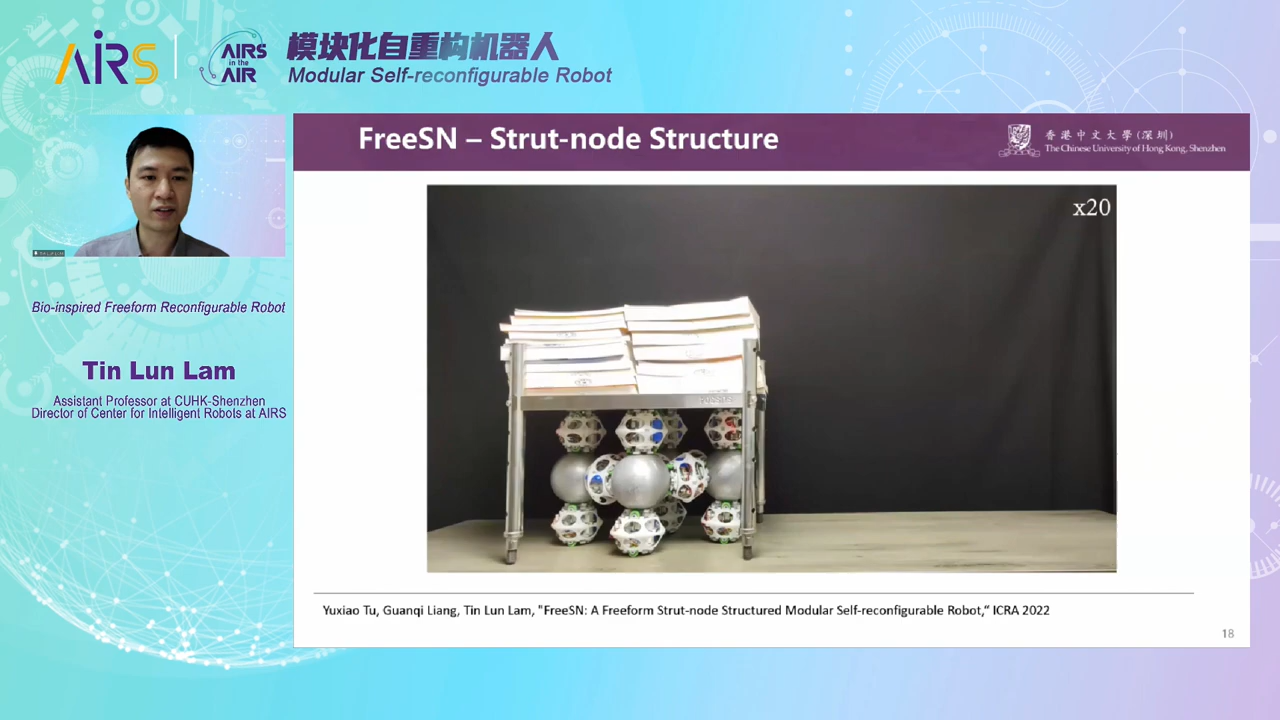 AIRS
AIRS
in the
AIR
模块化自重构机器人
Modular Self-reconfigurable Robot
FreeSN – Strut-node Structure
香港中文大學(深圳)
The Chinese University of Hong Kong, Shenzhen
x20
Bio-inspired Freeform Reconfigurable Robot
Tin Lun Lam
Assistant Professor at CUHK-Shenzhen
Director of Center for Intelligent Robots at AIRS
Yuxiao Tu, Guanqi Liang, Tin Lun Lam, "FreeSN: A Freeform Strut-node Structured Modular Self-reconfigurable Robot,“ ICRA 2022
18